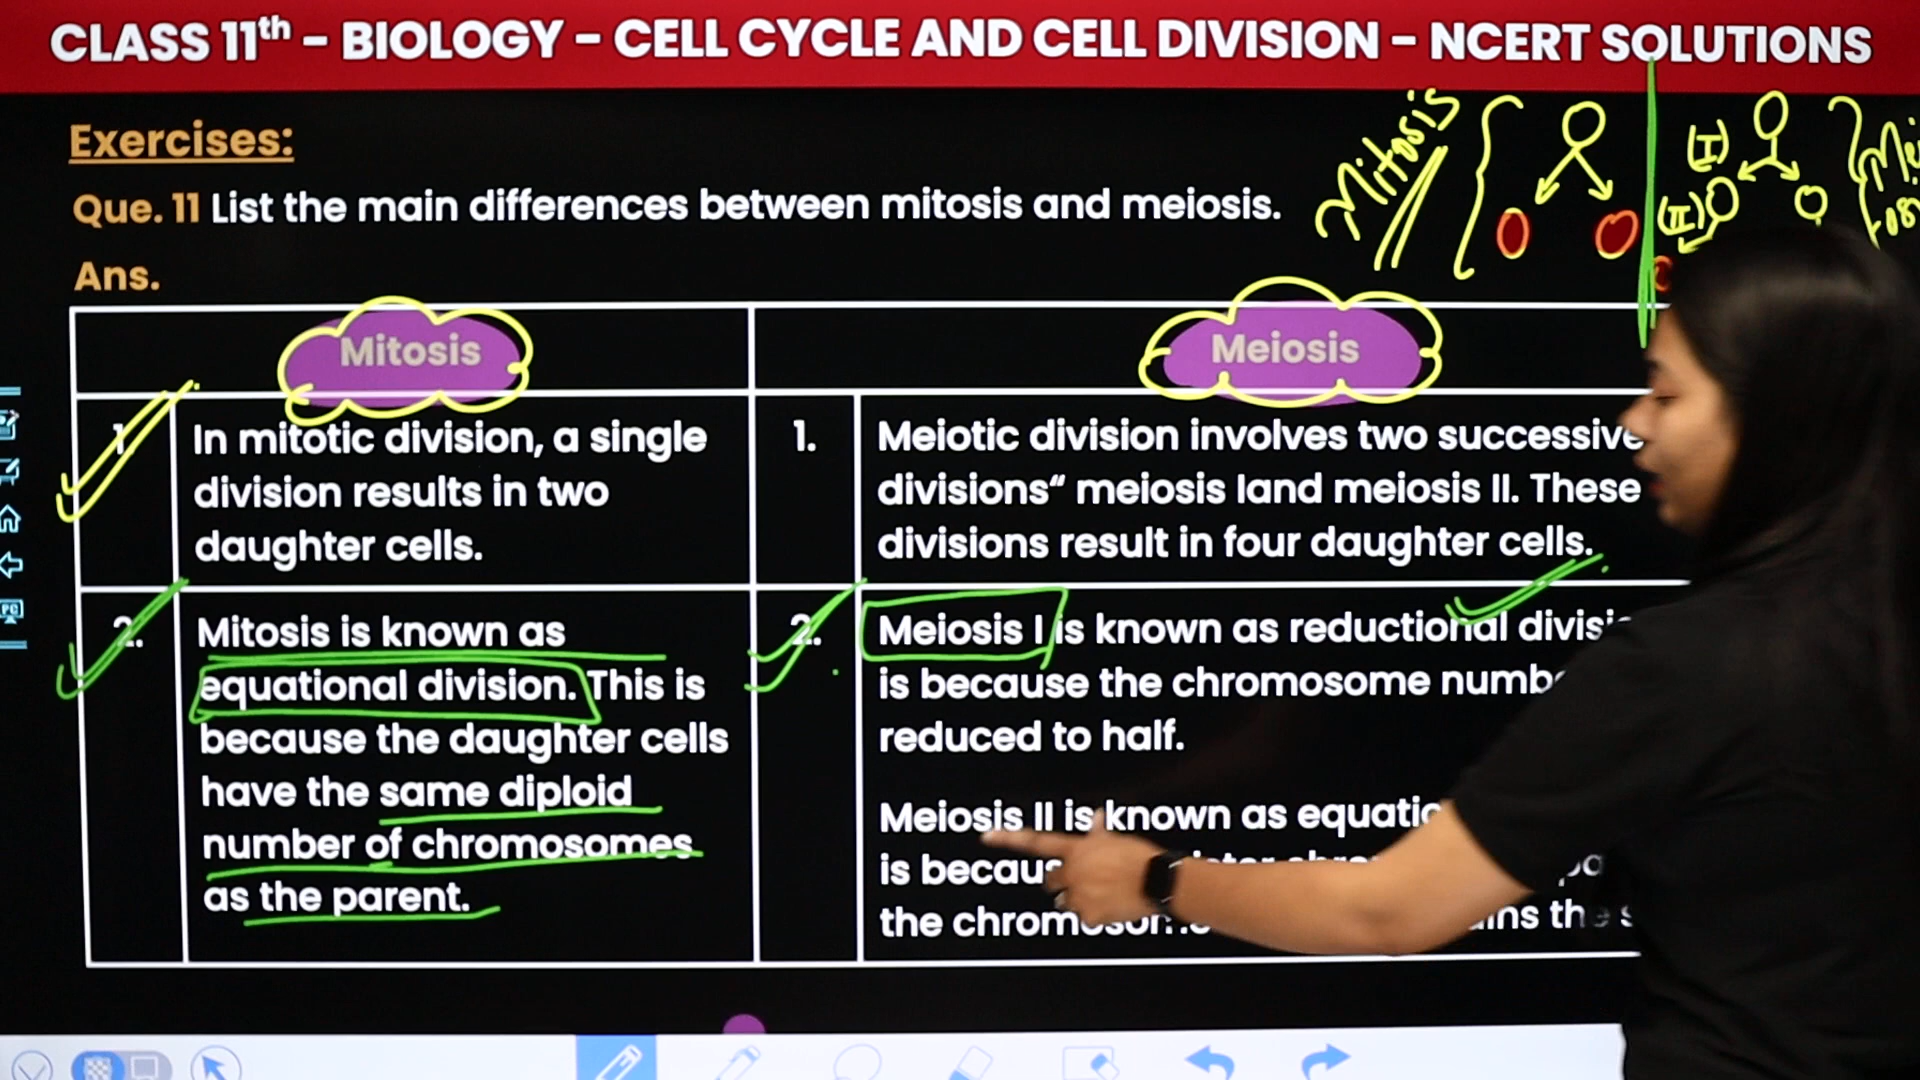 CLASS 11th - BIOLOGY - CELL CYCLE AND CELL DIVISION - NCERT SOLUTIONS
Exercises:
Que. 11 List the main differences between mitosis and meiosis.
Ans.
Mitosis
(I)
(II)
Mitosis
Meiosis
1.
In mitotic division, a single
division results in two
daughter cells.
1.
Meiotic division involves two successive
divisions“ meiosis Iand meiosis II. These
divisions result in four daughter cells.
2.
Mitosis is known as
equational division. This is
because the daughter cells
have the same diploid
number of chromosomes
as the parent.
2.
Meiosis I is known as reductional
is because the chromosome
reduced to half.
Meiosis II is known as
is
the
PC